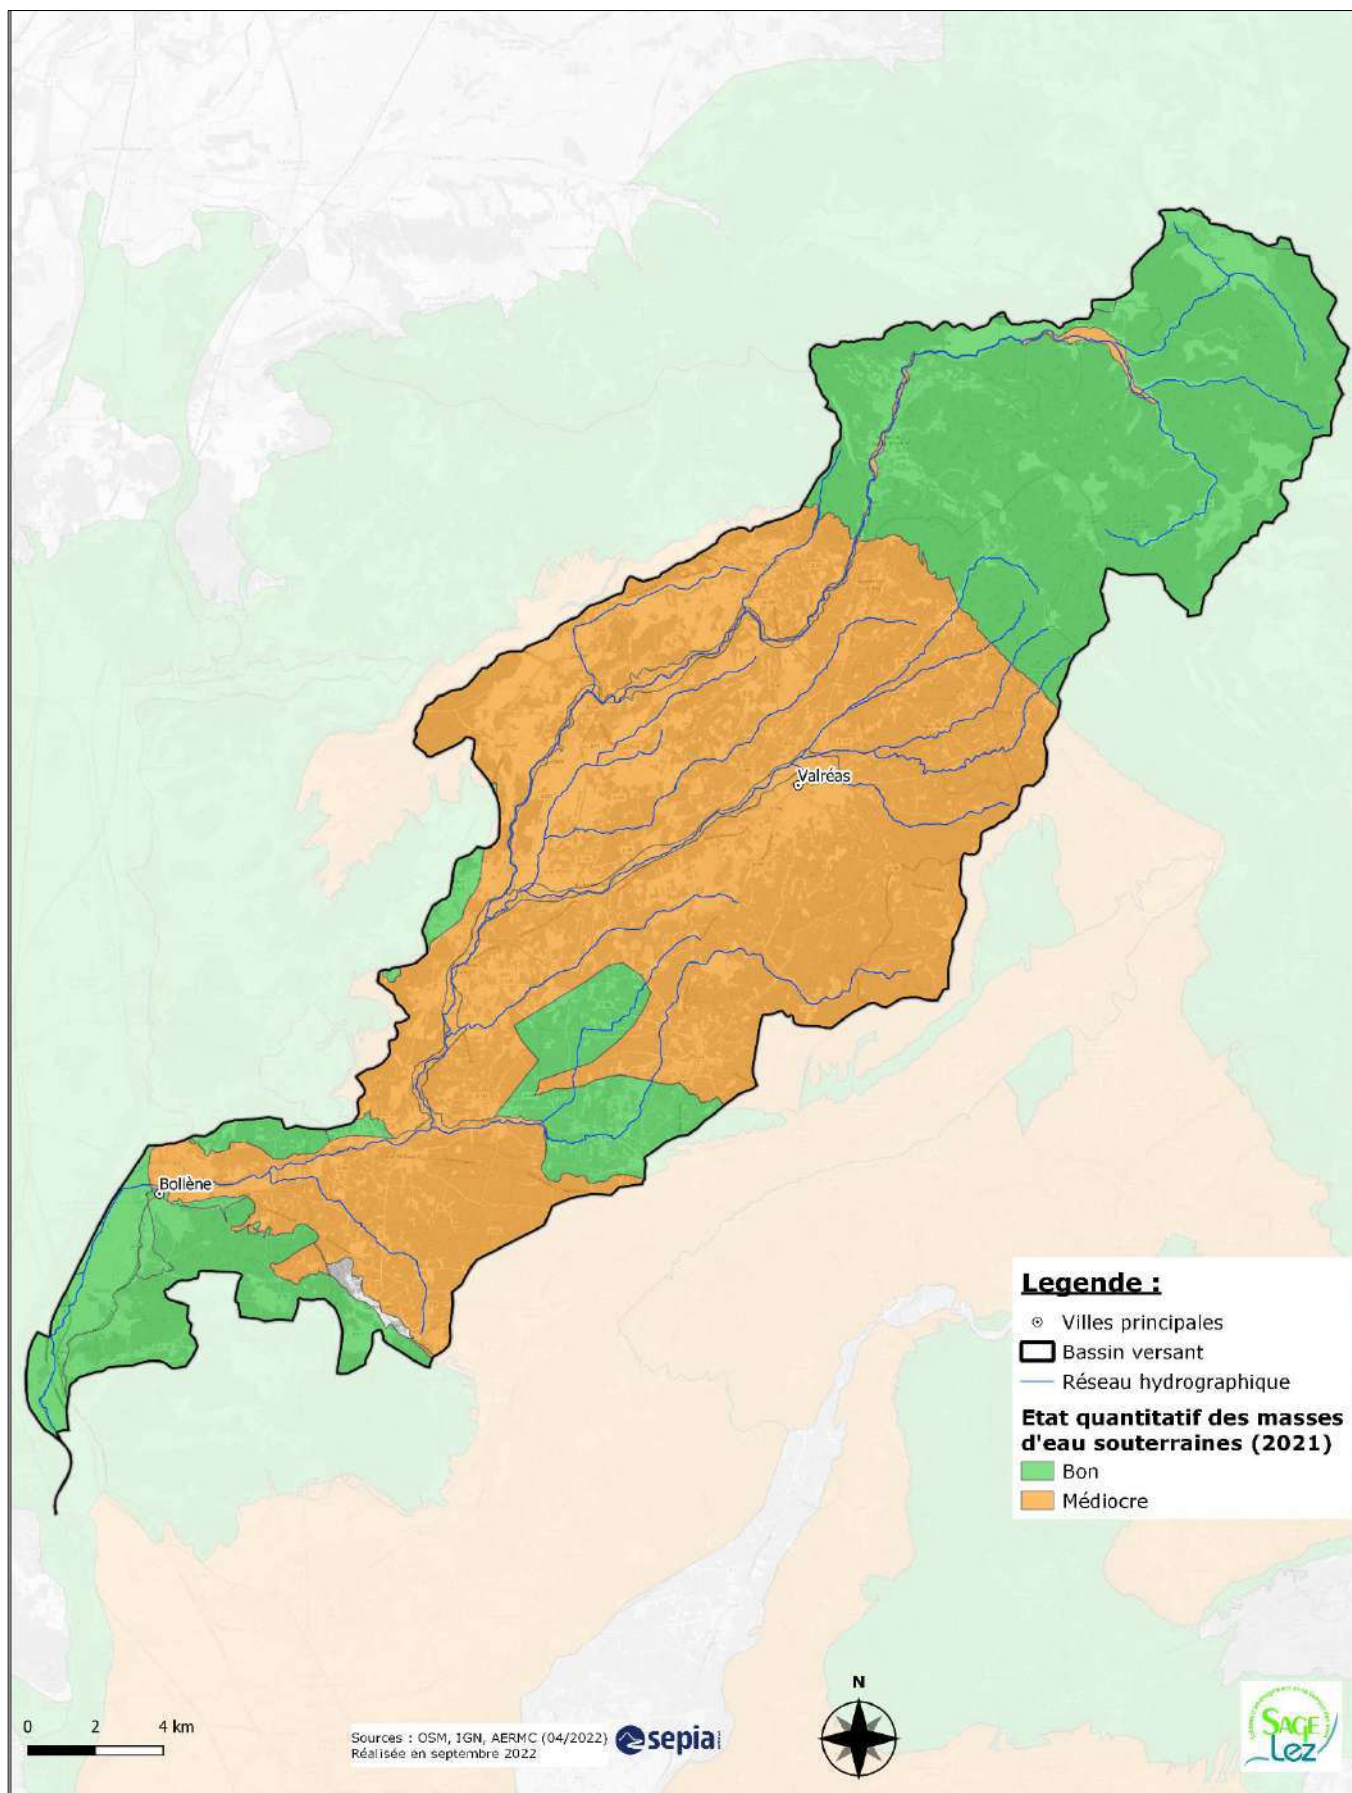 Valréas
Bollène
Legende :
Villes principales
Bassin versant
Réseau hydrographique
Etat quantitatif des masses
d'eau souterraines (2021)
Bon
Médiocre
N
0 2 4 km
Sources : OSM, IGN, AERMC (04/2022)
Réalisée en septembre 2022
sepia
SAGE
Lez